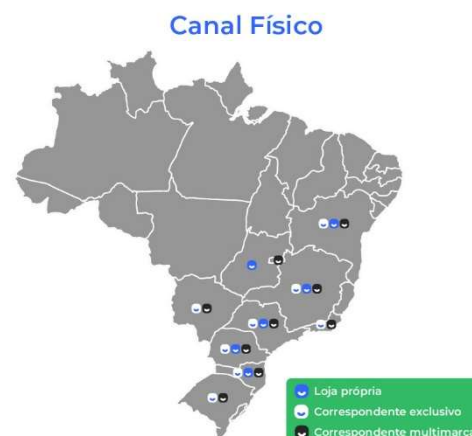 Canal Físico
Loja própria
Correspondente exclusivo
Correspondente multimarca